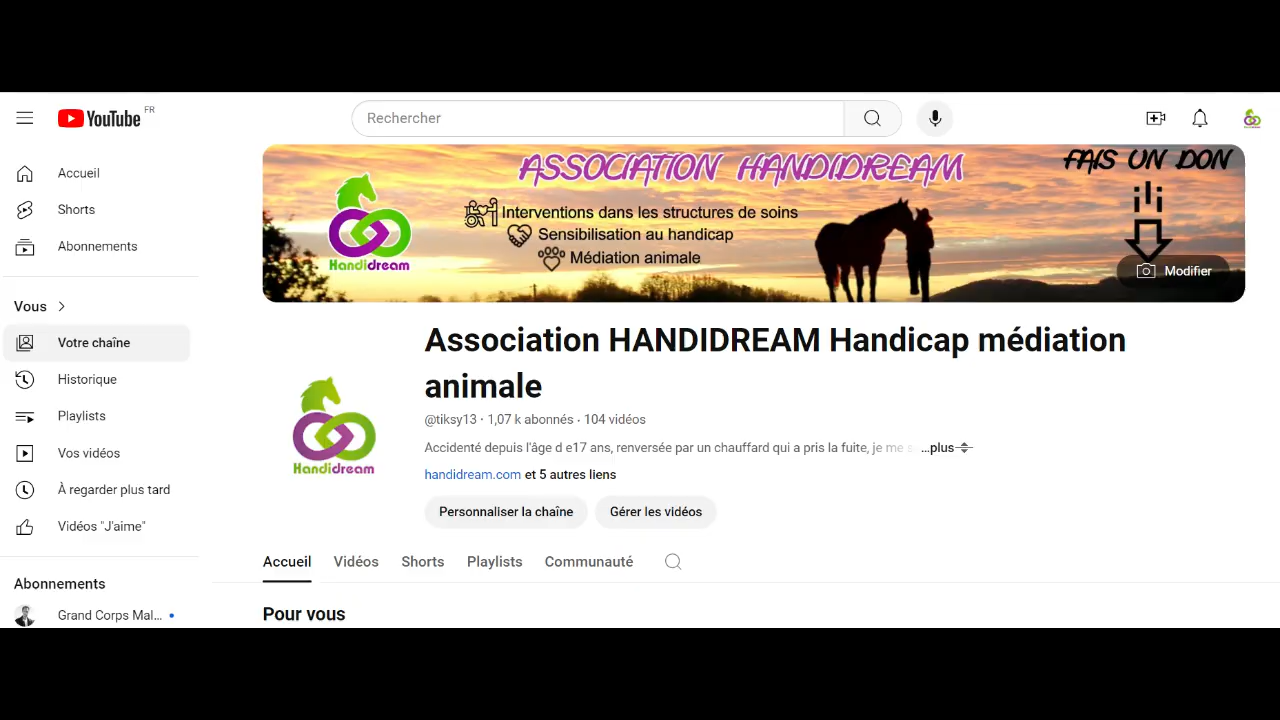 YouTube FR
Rechercher
Accueil
Shorts
Abonnements
Vous
Votre chaîne
Historique
Playlists
Vos vidéos
À regarder plus tard
Vidéos "J'aime"
Abonnements
Grand Corps Mal...
ASSOCIATION HANDIDREAM
FAIS UN DON
Interventions dans les structures de soins
Sensibilisation au handicap
Médiation animale
Handidream
Modifier
Association HANDIDREAM Handicap médiation
animale
@tiksy13 · 1,07 k abonnés · 104 vidéos
Accidenté depuis l'âge d e17 ans, renversée par un chauffard qui a pris la fuite, je me ...plus
handidream.com et 5 autres liens
Handidream
Personnaliser la chaîne Gérer les vidéos
Accueil Vidéos Shorts Playlists Communauté
Pour vous